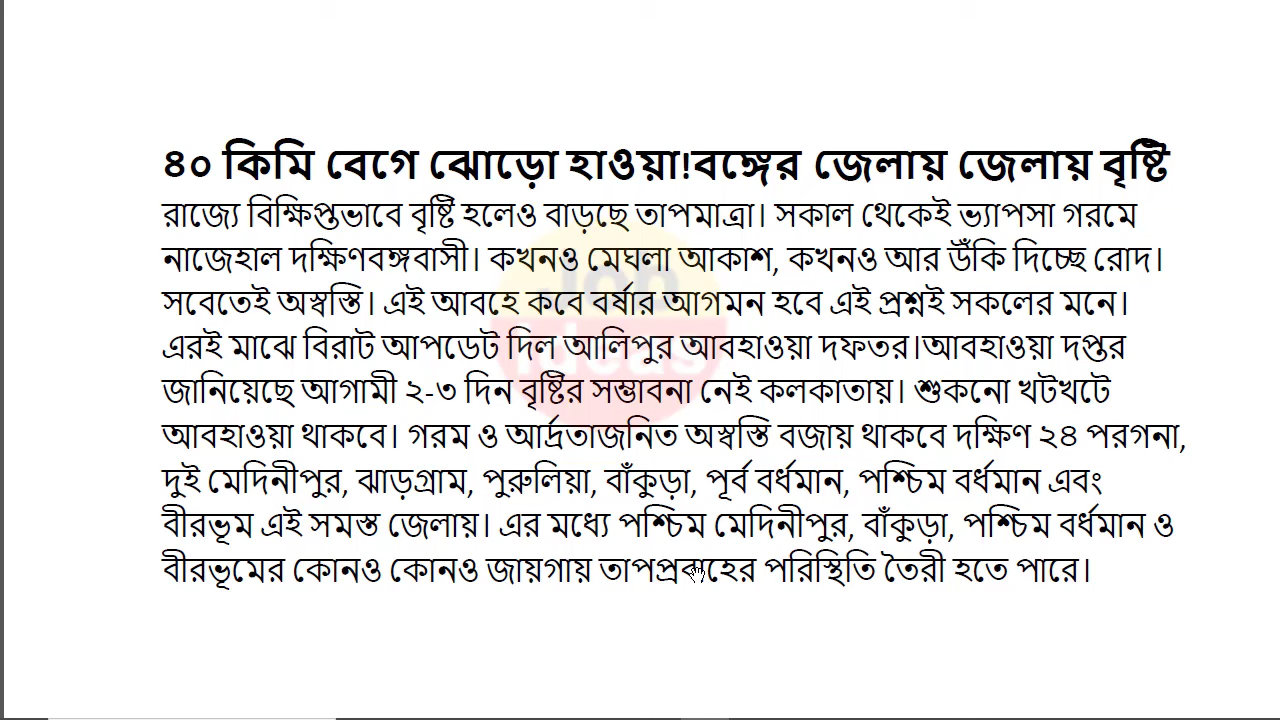 ৪০ কিমি বেগে ঝোড়ো হাওয়া!বঙ্গের জেলায় জেলায় বৃষ্টি
রাজ্যে বিক্ষিপ্তভাবে বৃষ্টি হলেও বাড়ছে তাপমাত্রা। সকাল থেকেই ভ্যাপসা গরমে
নাজেহাল দক্ষিণবঙ্গবাসী। কখনও মেঘলা আকাশ, কখনও আর উঁকি দিচ্ছে রোদ।
সবেতেই অস্বস্তি। এই আবহে কবে বর্ষার আগমন হবে এই প্রশ্নই সকলের মনে।
এরই মাঝে বিরাট আপডেট দিল আলিপুর আবহাওয়া দফতর।আবহাওয়া দপ্তর
জানিয়েছে আগামী ২-৩ দিন বৃষ্টির সম্ভাবনা নেই কলকাতায়। শুকনো খটখটে
আবহাওয়া থাকবে। গরম ও আর্দ্রতাজনিত অস্বস্তি বজায় থাকবে দক্ষিণ ২৪ পরগনা,
দুই মেদিনীপুর, ঝাড়গ্রাম, পুরুলিয়া, বাঁকুড়া, পূর্ব বর্ধমান, পশ্চিম বর্ধমান এবং
বীরভূম এই সমস্ত জেলায়। এর মধ্যে পশ্চিম মেদিনীপুর, বাঁকুড়া, পশ্চিম বর্ধমান ও
বীরভূমের কোনও কোনও জায়গায় তাপপ্রবাহের পরিস্থিতি তৈরী হতে পারে।
Job
Ideas